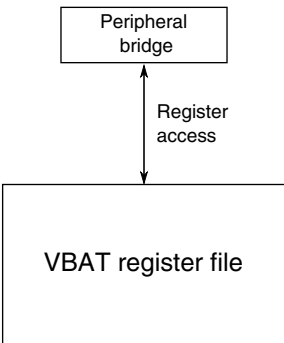 Peripheral
bridge
Register
access
VBAT register file